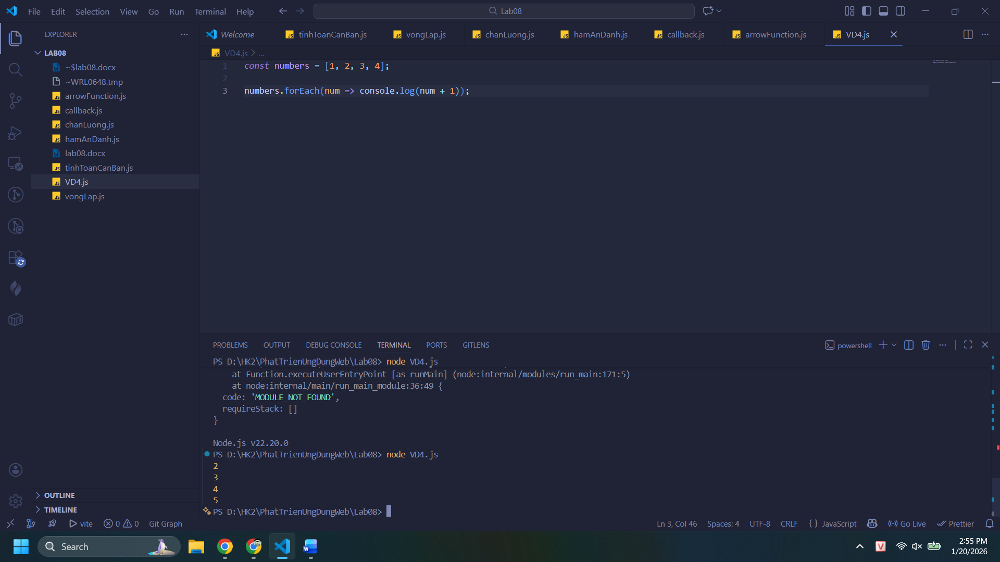 File Edit Selection View Go Run Terminal Help
Lab08
EXPLORER
LAB08
~$lab08.docx
~WRL0648.tmp
arrowFunction.js
callback.js
chanLuong.js
hamAnDanh.js
lab08.docx
tinhToanCanBan.js
VD4.js
vongLap.js
OUTLINE
TIMELINE
Welcome tinhToanCanBan.js vongLap.js chanLuong.js hamAnDanh.js callback.js arrowFunction.js VD4.js
VD4.js > ...
1 const numbers = [1, 2, 3, 4];
2
3 numbers.forEach(num => console.log(num + 1));
PROBLEMS OUTPUT DEBUG CONSOLE TERMINAL PORTS GITLENS
powershell
PS D:\HK2\PhatTrienUngDungWeb\Lab08> node VD4.js
at Function.executeUserEntryPoint [as runMain] (node:internal/modules/run_main:171:5)
at node:internal/main/run_main_module:36:49 {
code: 'MODULE_NOT_FOUND',
requireStack: []
}
Node.js v22.20.0
PS D:\HK2\PhatTrienUngDungWeb\Lab08> node VD4.js
2
3
4
5
PS D:\HK2\PhatTrienUngDungWeb\Lab08>
vite 0 0 Git Graph
Ln 3, Col 46 Spaces: 4 UTF-8 CRLF { } JavaScript Go Live Prettier
Search
2:55 PM
1/20/2026